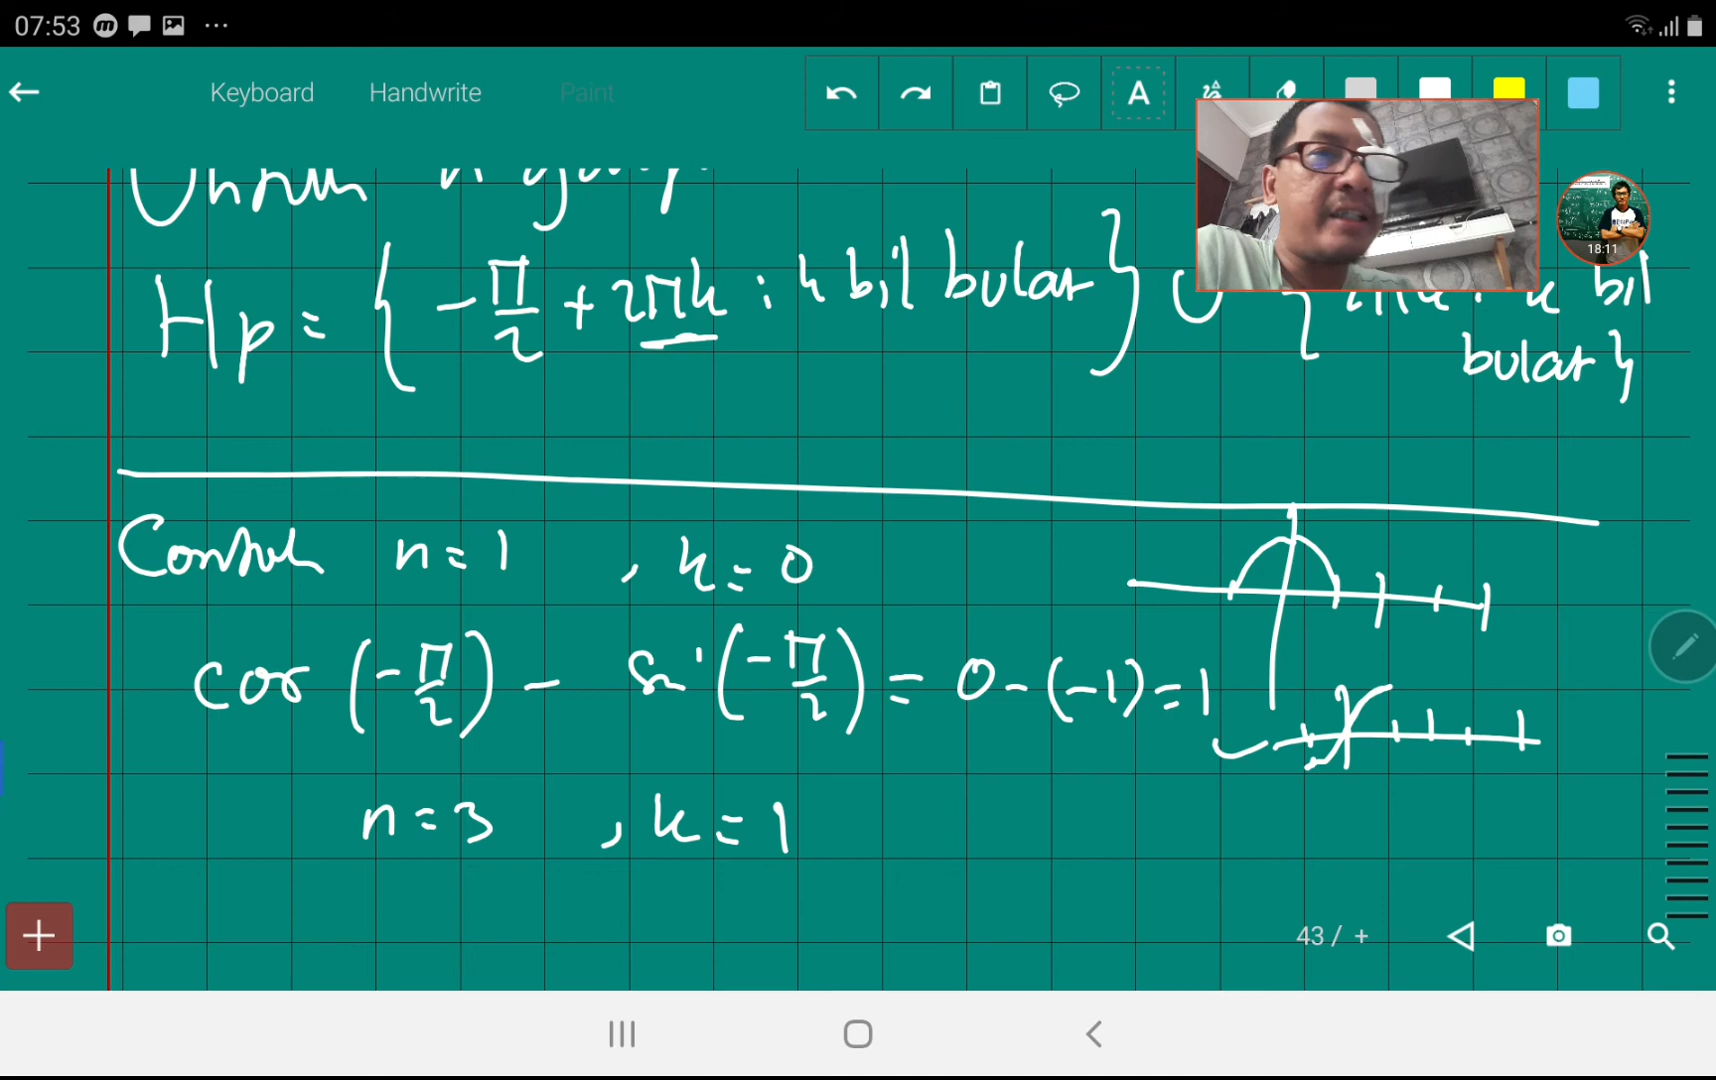 07:53
Keyboard Handwrite Paint
A
18:11
Hp = { -π/2 + 2πk : k bil bulat } ∪ { 2πk : k bil
bulat }
Contoh n = 1 , k = 0
cos (-π/2) - sin (-π/2) = 0 - (-1) = 1
n = 3 , k = 1
43 / +